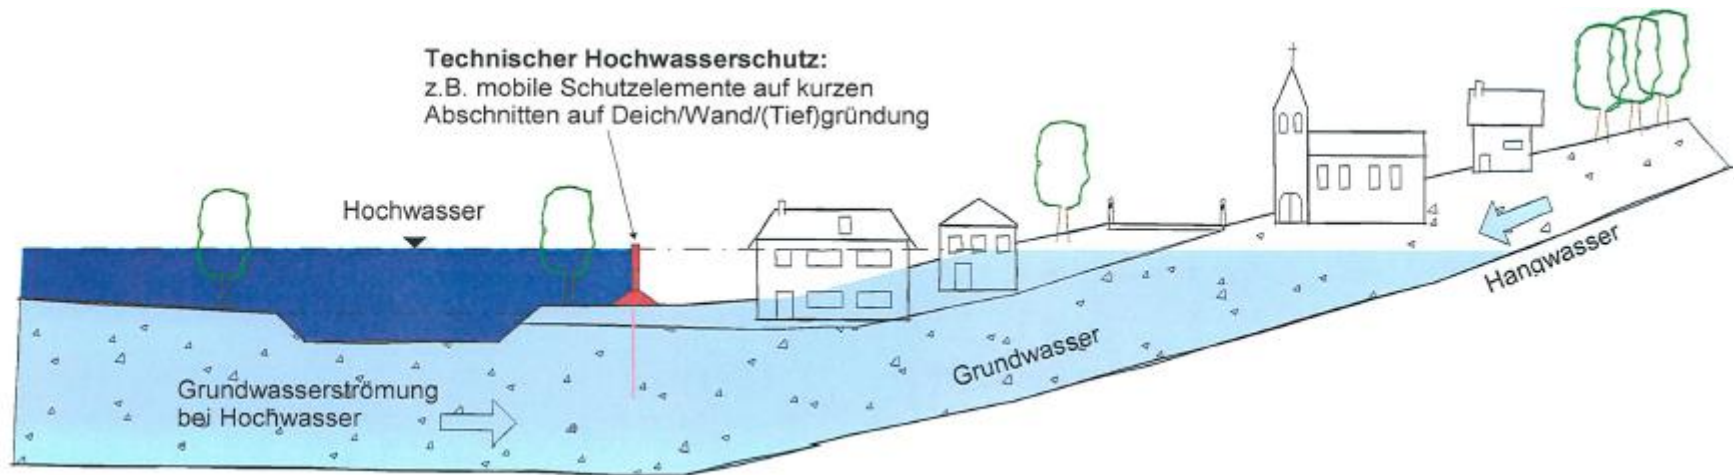 Technischer Hochwasserschutz:
z.B. mobile Schutzelemente auf kurzen
Abschnitten auf Deich/Wand/(Tief)gründung
Hochwasser
Hangwasser
Grundwasser
Grundwasserströmung
bei Hochwasser